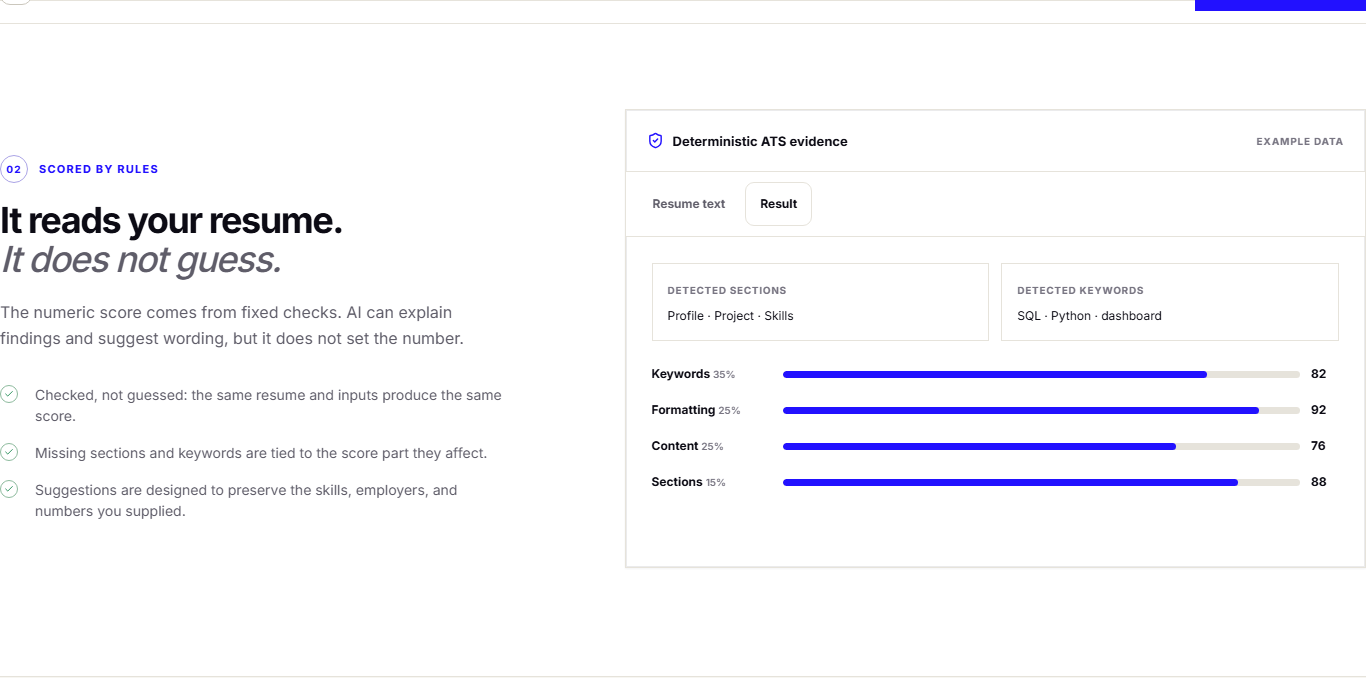 02 SCORED BY RULES
It reads your resume.
It does not guess.
The numeric score comes from fixed checks. AI can explain
findings and suggest wording, but it does not set the number.
Checked, not guessed: the same resume and inputs produce the same
score.
Missing sections and keywords are tied to the score part they affect.
Suggestions are designed to preserve the skills, employers, and
numbers you supplied.
Deterministic ATS evidence
EXAMPLE DATA
Resume text
Result
DETECTED SECTIONS
Profile · Project · Skills
DETECTED KEYWORDS
SQL · Python · dashboard
Keywords 35% 82
Formatting 25% 92
Content 25% 76
Sections 15% 88